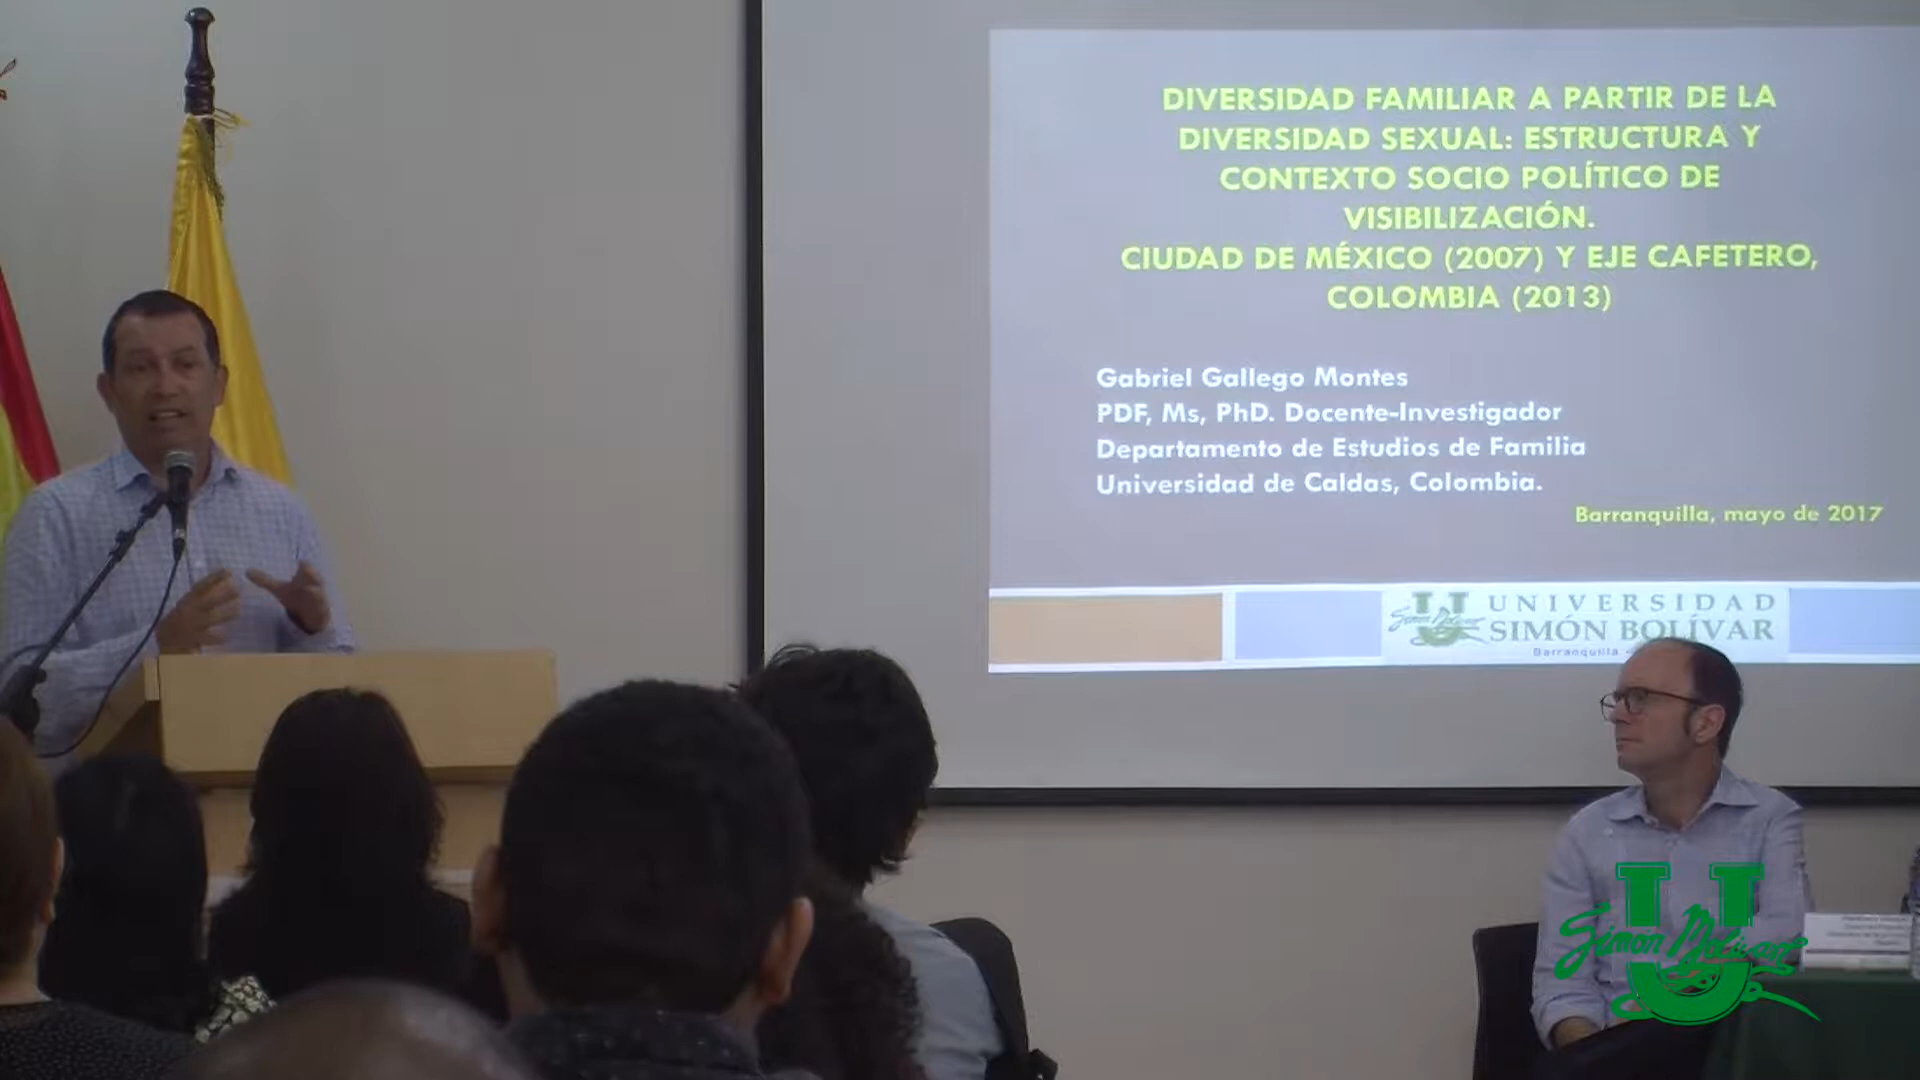 DIVERSIDAD FAMILIAR A PARTIR DE LA
DIVERSIDAD SEXUAL: ESTRUCTURA Y
CONTEXTO SOCIO POLÍTICO DE
VISIBILIZACIÓN.
CIUDAD DE MÉXICO (2007) Y EJE CAFETERO,
COLOMBIA (2013)
Gabriel Gallego Montes
PDF, Ms, PhD. Docente-Investigador
Departamento de Estudios de Familia
Universidad de Caldas, Colombia.
Barranquilla, mayo de 2017
UNIVERSIDAD
SIMÓN BOLÍVAR
Barranquilla -
U
Simón Bolívar